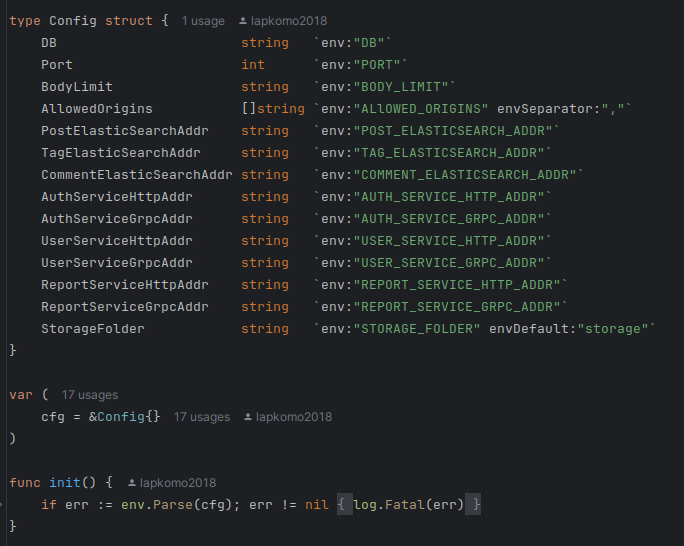 type Config struct { 1 usage lapkomo2018
DB string `env:"DB"`
Port int `env:"PORT"`
BodyLimit string `env:"BODY_LIMIT"`
AllowedOrigins []string `env:"ALlOWED_ORIGINS" envSeparator:","`
PostElasticSearchAddr string `env:"POST_ELASTICSEARCH_ADDR"`
TagElasticSearchAddr string `env:"TAG_ELASTICSEARCH_ADDR"`
CommentElasticSearchAddr string `env:"COMMENT_ELASTICSEARCH_ADDR"`
AuthServiceHttpAddr string `env:"AUTH_SERVICE_HTTP_ADDR"`
AuthServiceGrpcAddr string `env:"AUTH_SERVICE_GRPC_ADDR"`
UserServiceHttpAddr string `env:"USER_SERVICE_HTTP_ADDR"`
UserServiceGrpcAddr string `env:"USER_SERVICE_GRPC_ADDR"`
ReportServiceHttpAddr string `env:"REPORT_SERVICE_HTTP_ADDR"`
ReportServiceGrpcAddr string `env:"REPORT_SERVICE_GRPC_ADDR"`
StorageFolder string `env:"STORAGE_FOLDER" envDefault:"storage"`
}
var ( 17 usages
cfg = &Config{} 17 usages lapkomo2018
)
func init() { lapkomo2018
if err := env.Parse(cfg); err != nil { log.Fatal(err) }
}